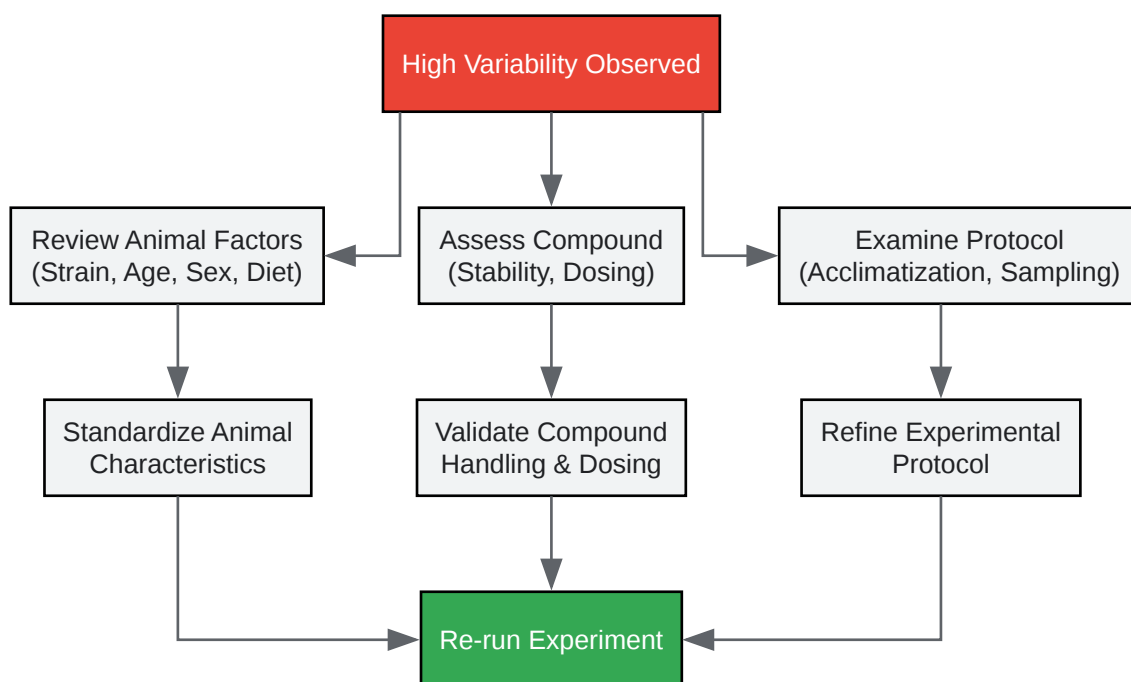 High Variability Observed
Review Animal Factors
(Strain, Age, Sex, Diet)
Assess Compound
(Stability, Dosing)
Examine Protocol
(Acclimatization, Sampling)
Standardize Animal
Characteristics
Validate Compound
Handling & Dosing
Refine Experimental
Protocol
Re-run Experiment